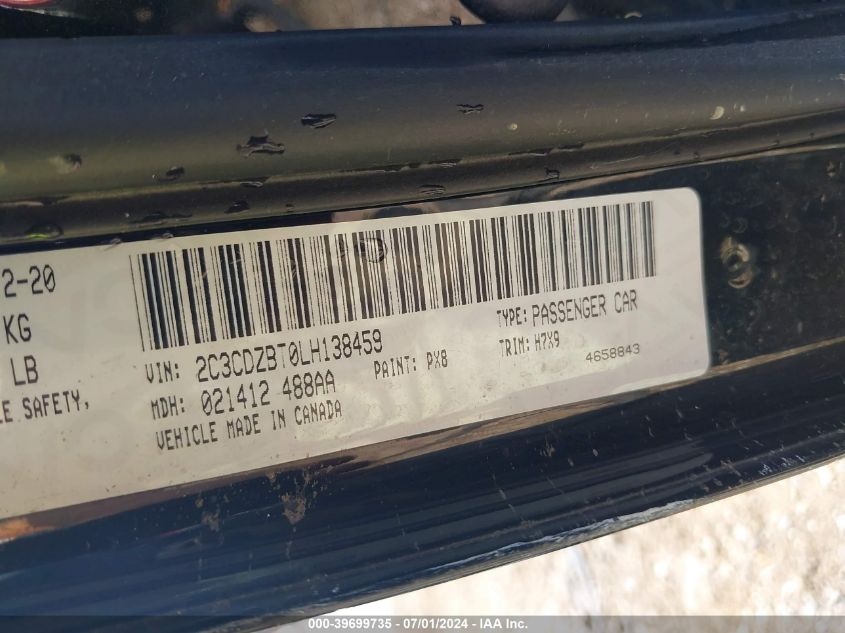 2-20
KG
LB
LE SAFETY,
VIN: 2C3CDZBT0LH138459
TYPE: PASSENGER CAR
MDH: 021412 488AA
PAINT: PX8
TRIM: H7X9
VEHICLE MADE IN CANADA
4658843
000-39699735 - 07/01/2024 - IAA Inc.